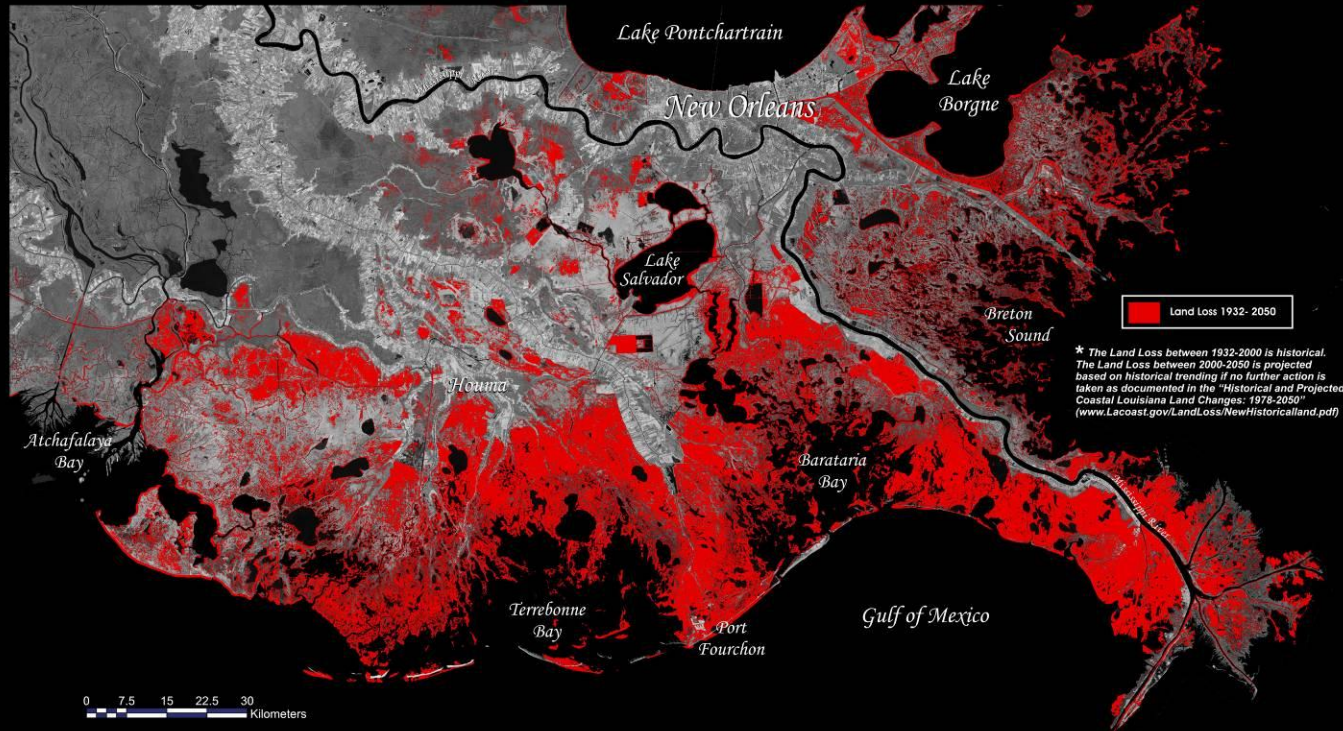 Lake Pontchartrain
Lake
Borgne
Mississippi River
New Orleans
Lake
Salvador
Breton
Sound
Land Loss 1932- 2050
* The Land Loss between 1932-2000 is historical.
The Land Loss between 2000-2050 is projected
based on historical trending if no further action is
taken as documented in the "Historical and Projected
Coastal Louisiana Land Changes: 1978-2050"
(www.Lacoast.gov/LandLoss/NewHistoricalland.pdf)
Houma
Atchafalaya
Bay
Barataria
Bay
Mississippi River
Terrebonne
Bay
Port
Fourchon
Gulf of Mexico
0 7.5 15 22.5 30
Kilometers